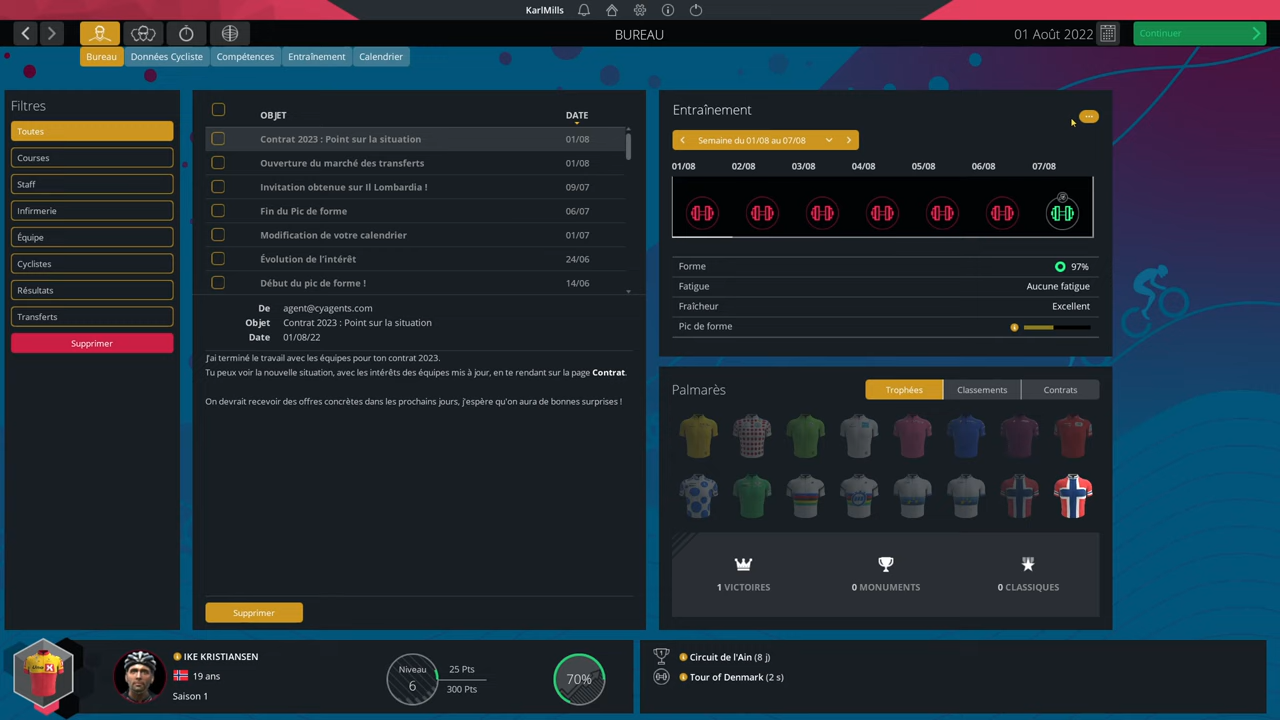 KarlMills
BUREAU
01 Août 2022
Continuer
Bureau
Données Cycliste
Compétences
Entraînement
Calendrier
Filtres
Toutes
Courses
Staff
Infirmerie
Équipe
Cyclistes
Résultats
Transferts
Supprimer
OBJET DATE
Contrat 2023 : Point sur la situation 01/08
Ouverture du marché des transferts 01/08
Invitation obtenue sur Il Lombardia ! 09/07
Fin du Pic de forme 06/07
Modification de votre calendrier 01/07
Évolution de l'intérêt 24/06
Début du pic de forme ! 14/06
De agent@cyagents.com
Objet Contrat 2023 : Point sur la situation
Date 01/08/22
J'ai terminé le travail avec les équipes pour ton contrat 2023.
Tu peux voir la nouvelle situation, avec les intérêts des équipes mis à jour, en te rendant sur la page Contrat.
On devrait recevoir des offres concrètes dans les prochains jours, j'espère qu'on aura de bonnes surprises !
Supprimer
Entraînement
Semaine du 01/08 au 07/08
01/08 02/08 03/08 04/08 05/08 06/08 07/08
Forme 97%
Fatigue Aucune fatigue
Fraîcheur Excellent
Pic de forme
Palmarès
Trophées
Classements
Contrats
1 VICTOIRES
0 MONUMENTS
0 CLASSIQUES
IKE KRISTIANSEN
19 ans
Saison 1
Niveau
6
25 Pts
300 Pts
70%
Circuit de l'Ain (8 j)
Tour of Denmark (2 s)